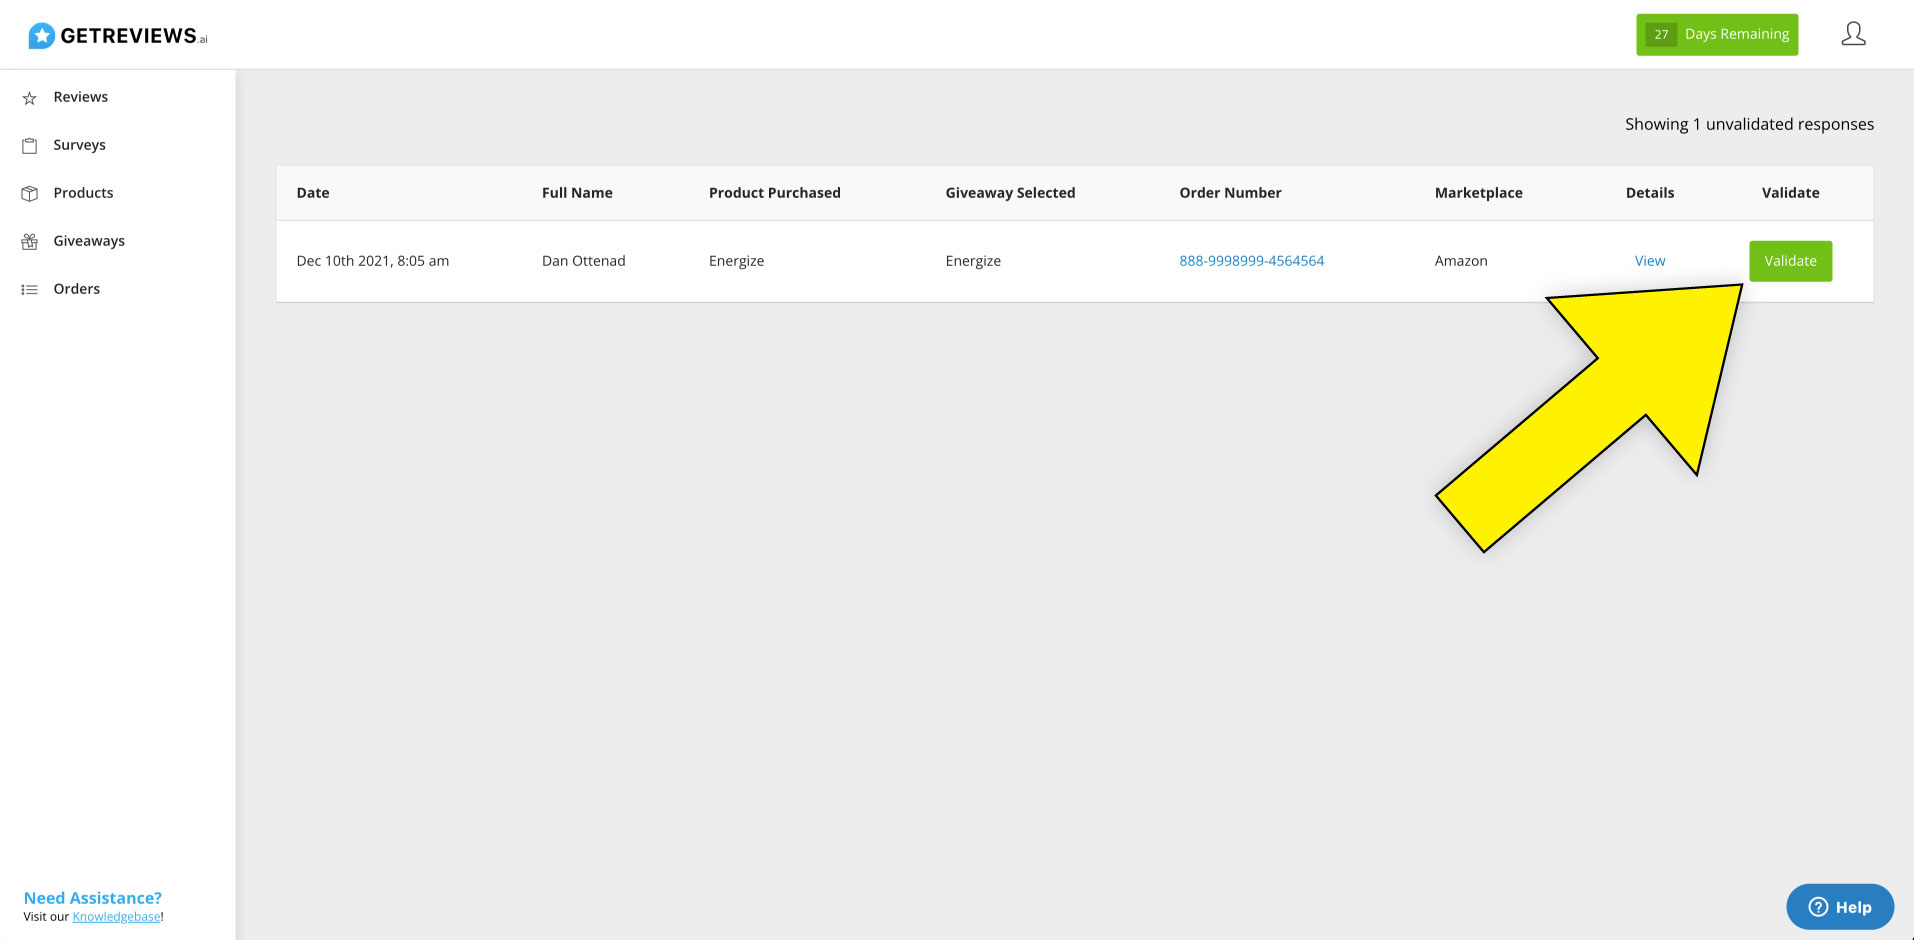 GETREVIEWS.ai
27 Days Remaining
Reviews
Surveys
Products
Giveaways
Orders
Showing 1 unvalidated responses
Date Full Name Product Purchased Giveaway Selected Order Number Marketplace Details Validate
Dec 10th 2021, 8:05 am Dan Ottenad Energize Energize 888-9998999-4564564 Amazon View Validate
Need Assistance?
Visit our Knowledgebase!
? Help